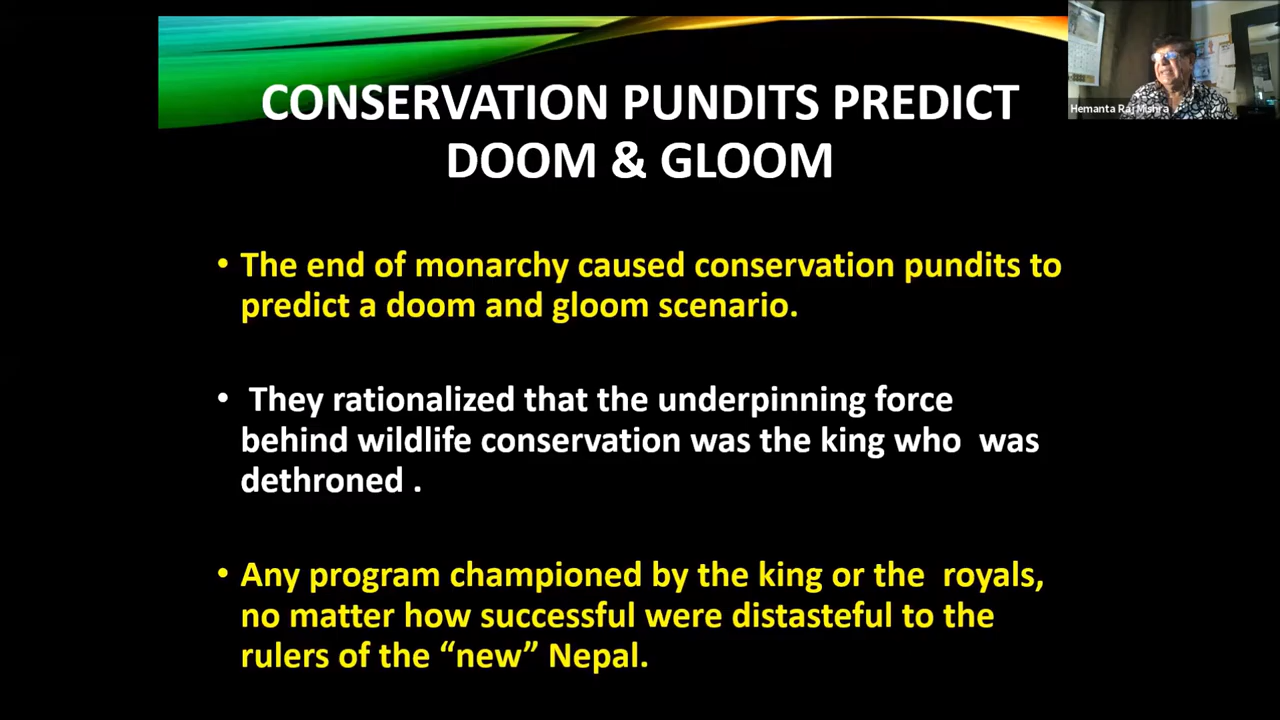 CONSERVATION PUNDITS PREDICT
DOOM & GLOOM
Hemanta Raj Mishra
• The end of monarchy caused conservation pundits to
predict a doom and gloom scenario.
• They rationalized that the underpinning force
behind wildlife conservation was the king who was
dethroned .
• Any program championed by the king or the royals,
no matter how successful were distasteful to the
rulers of the “new” Nepal.